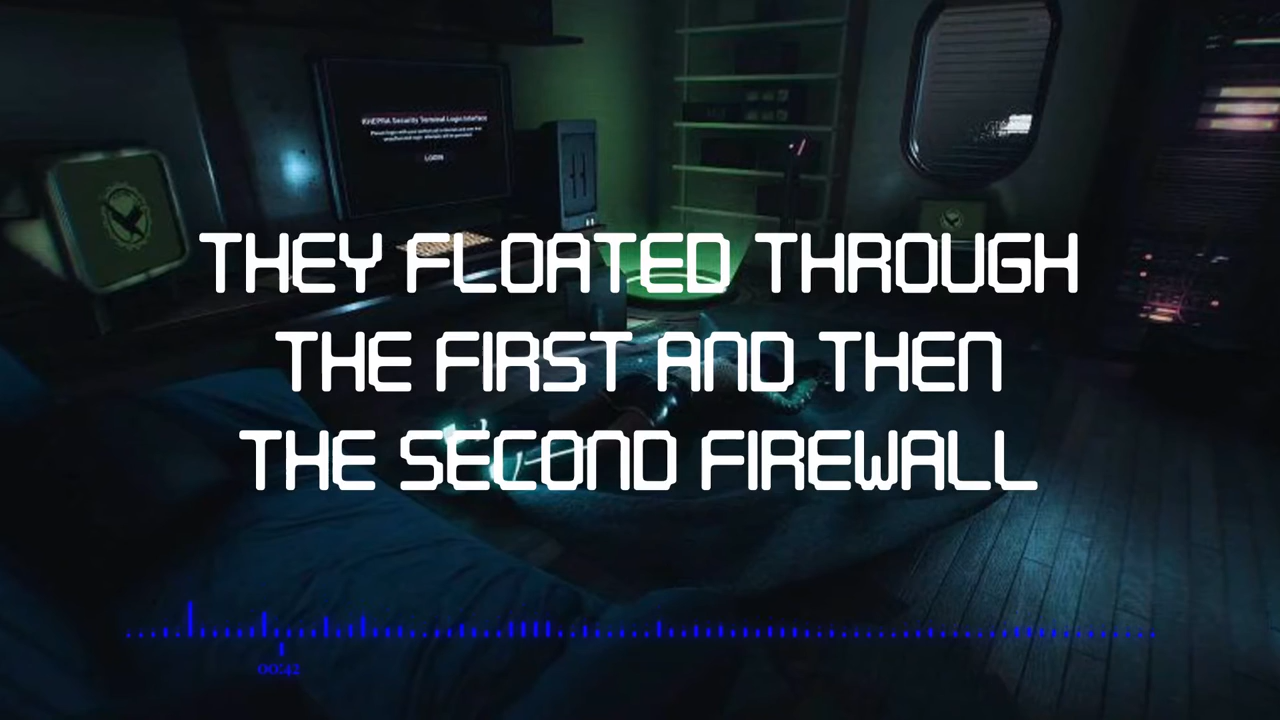 KHEPRA Security Terminal Login Interface
LOGIN
THEY FLOATED THROUGH
THE FIRST AND THEN
THE SECOND FIREWALL
00:42